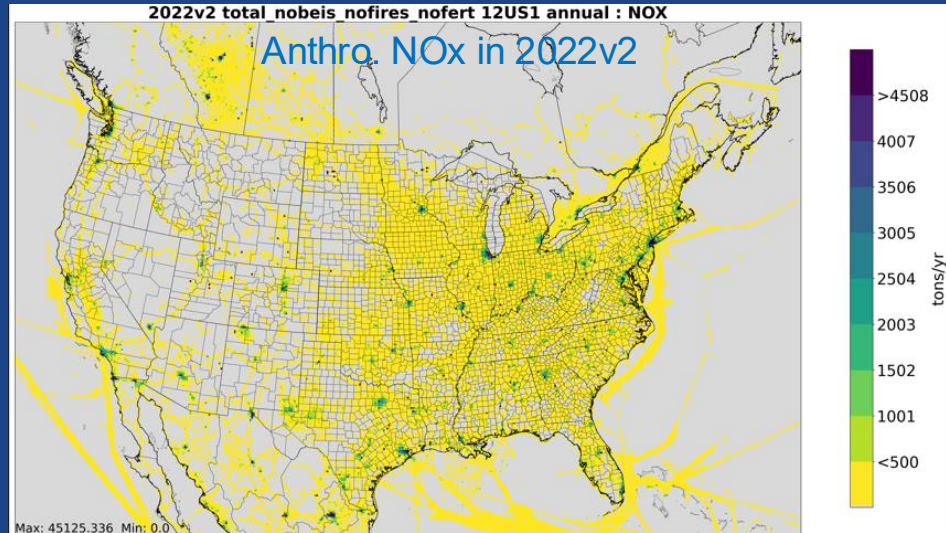 2022v2 total_nobeis_nofires_nofert 12US1 annual : NOX
Anthro. NOx in 2022v2
>4508
4007
3506
3005
2504
2003
1502
1001
<500
tons/yr
Max: 45125.336 Min: 0.0